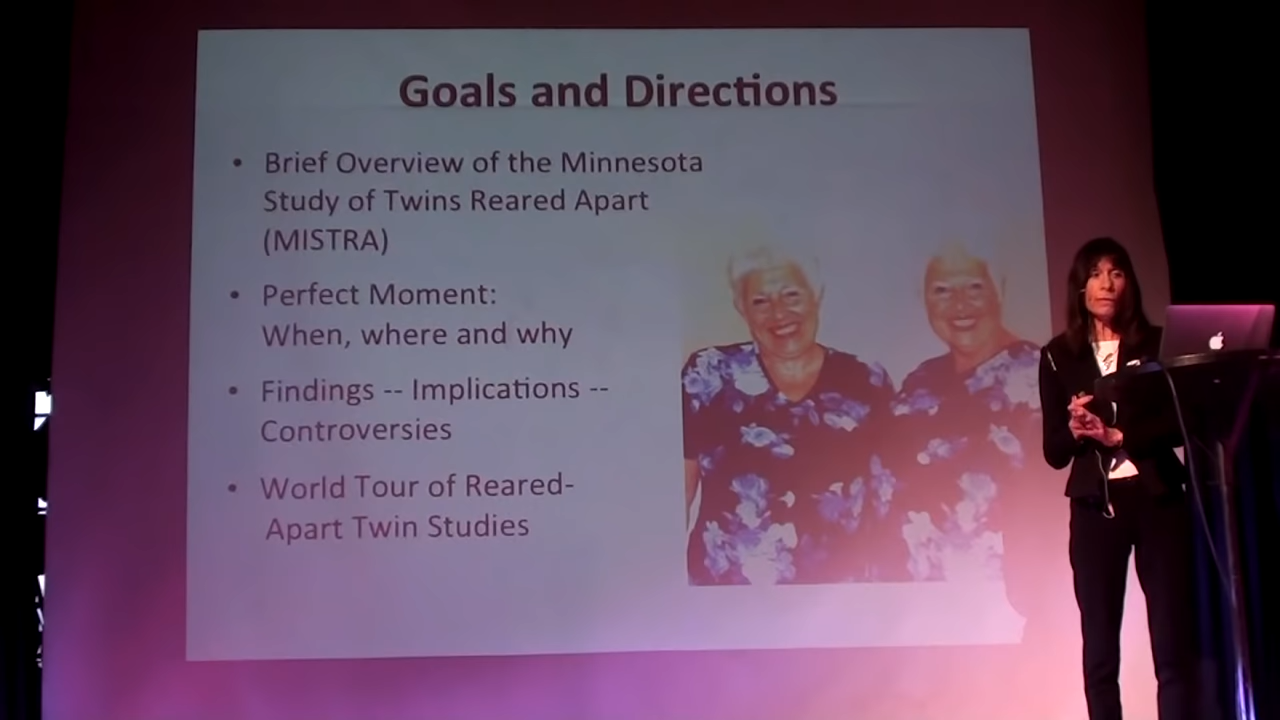 Goals and Directions
• Brief Overview of the Minnesota
Study of Twins Reared Apart
(MISTRA)
• Perfect Moment:
When, where and why
• Findings -- Implications --
Controversies
• World Tour of Reared-
Apart Twin Studies